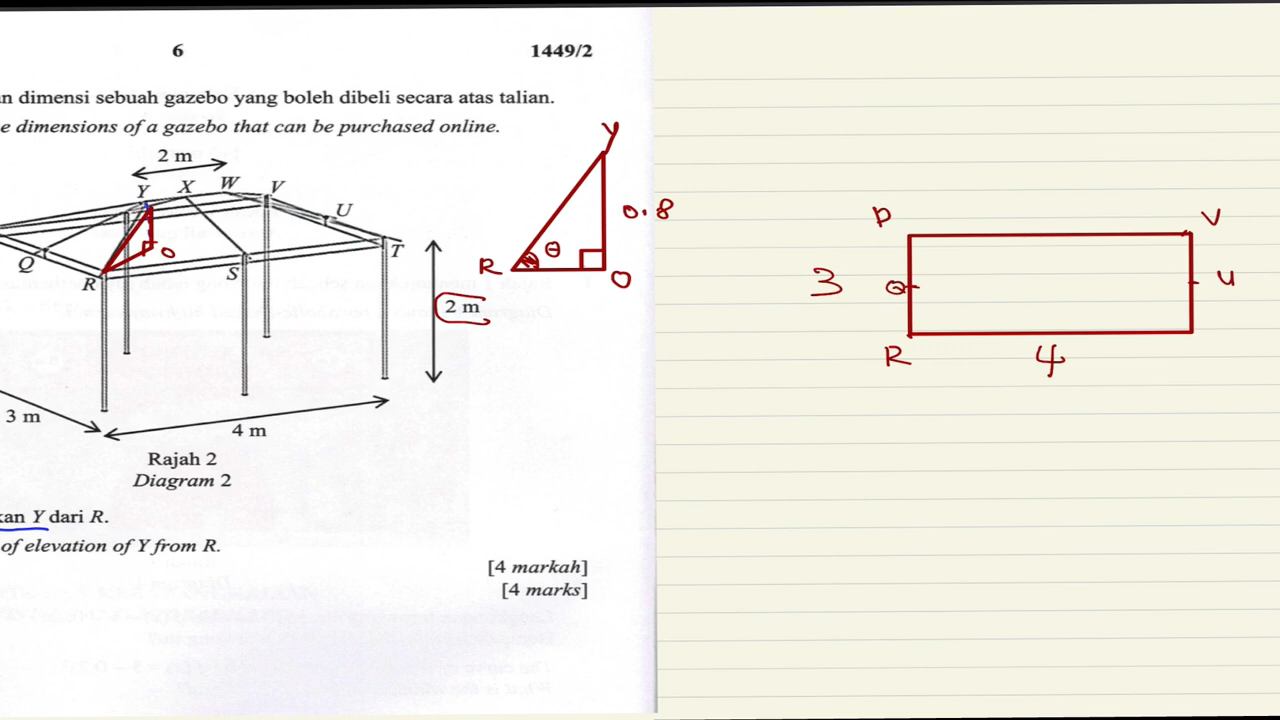 6 1449/2
an dimensi sebuah gazebo yang boleh dibeli secara atas talian.
e dimensions of a gazebo that can be purchased online.
2 m
Y X W V
U
Q O T
R S
2 m
3 m
4 m
Rajah 2
Diagram 2
kan Y dari R.
of elevation of Y from R.
[4 markah]
[4 marks]
Y
0.8
θ
R O
P V
3 Q U
R 4